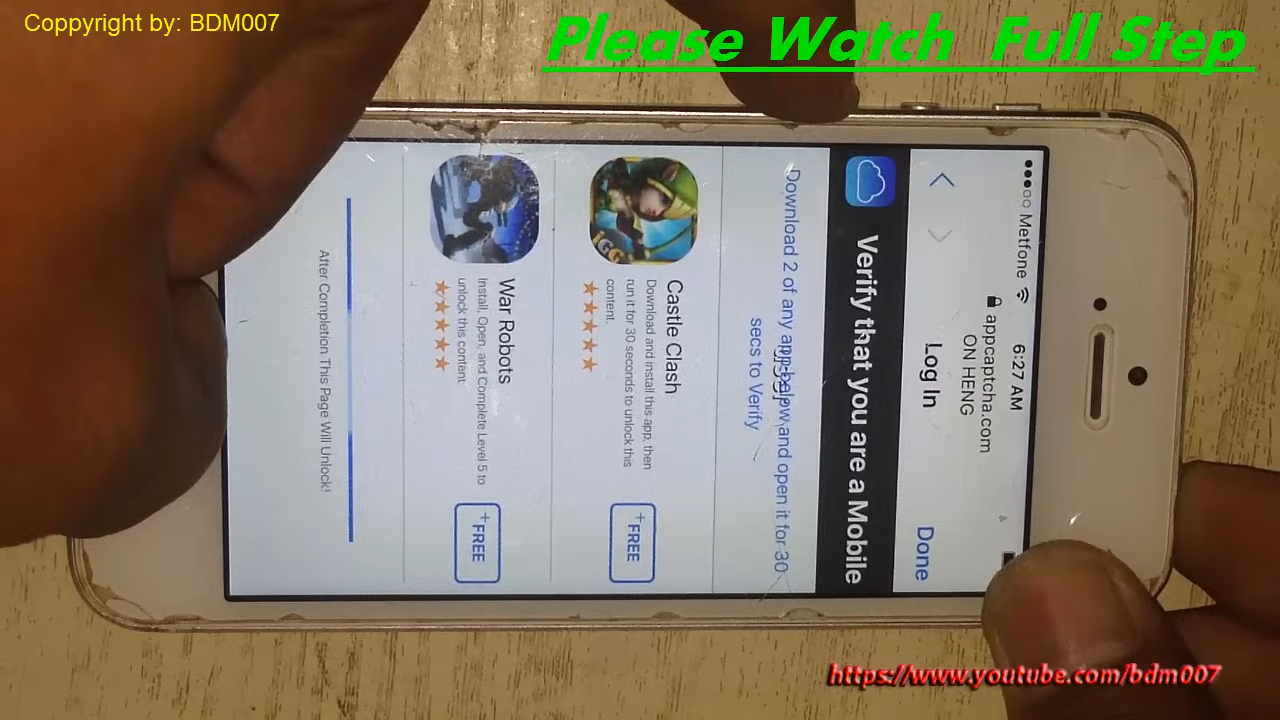 Coppyright by: BDM007
Please Watch Full Step
Metfone
6:27 AM
appcaptcha.com
ON HENG
Log In
Done
Verify that you are a Mobile
Download 2 of any app below and open it for 30
secs to Verify
Castle Clash
Download and install this app, then
run it for 30 seconds to unlock this
content.
+FREE
IGG
War Robots
Install, Open, and Complete Level 5 to
unlock this content.
+FREE
After Completion This Page Will Unlock!
https://www.youtube.com/bdm007